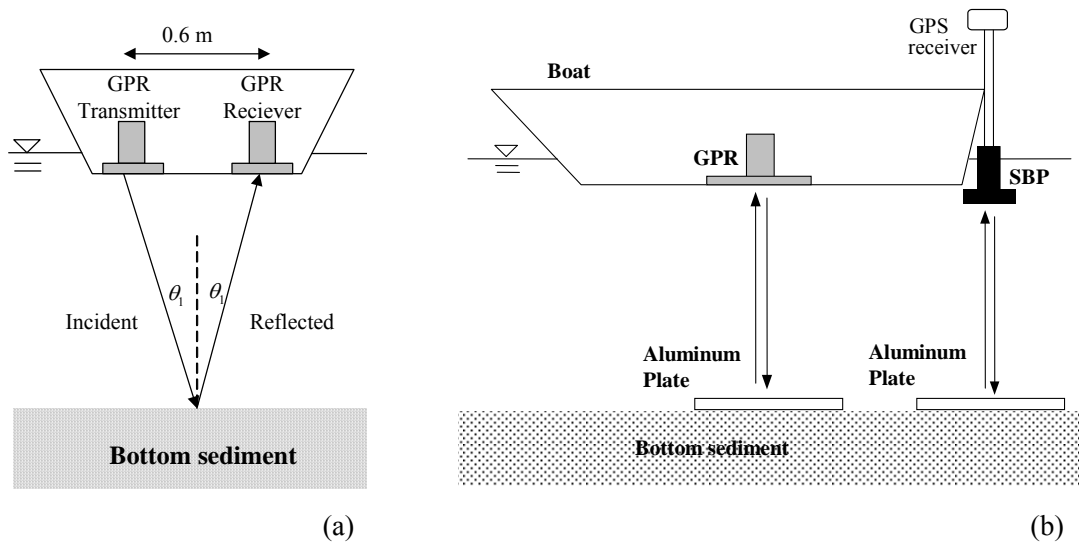 0.6 m
GPR
Transmitter
GPR
Reciever
θ₁
θ₁
Incident
Reflected
Bottom sediment
(a)
GPS
receiver
Boat
GPR
SBP
Aluminum
Plate
Aluminum
Plate
Bottom sediment
(b)